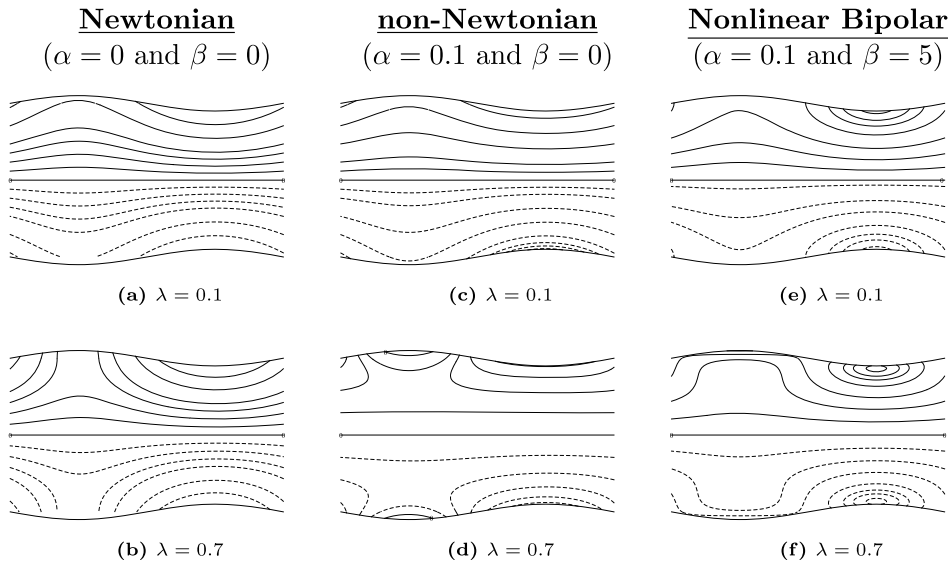 Newtonian non-Newtonian Nonlinear Bipolar
(α = 0 and β = 0) (α = 0.1 and β = 0) (α = 0.1 and β = 5)
(a) λ = 0.1 (c) λ = 0.1 (e) λ = 0.1
(b) λ = 0.7 (d) λ = 0.7 (f) λ = 0.7